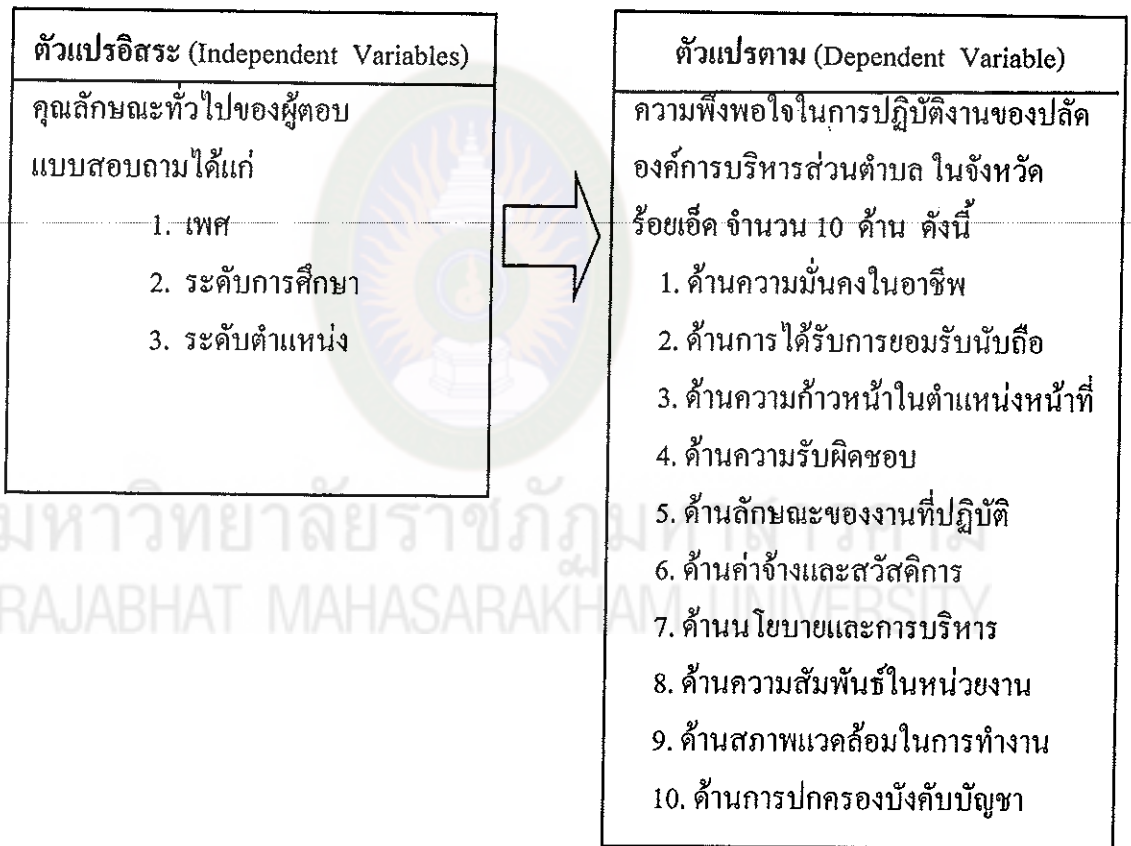 ตัวแปรอิสระ (Independent Variables)
คุณลักษณะทั่วไปของผู้ตอบ
แบบสอบถามได้แก่
1. เพศ
2. ระดับการศึกษา
3. ระดับตำแหน่ง
ตัวแปรตาม (Dependent Variable)
ความพึงพอใจในการปฏิบัติงานของปลัด
องค์การบริหารส่วนตำบล ในจังหวัด
ร้อยเอ็ด จำนวน 10 ด้าน ดังนี้
1. ด้านความมั่นคงในอาชีพ
2. ด้านการได้รับการยอมรับนับถือ
3. ด้านความก้าวหน้าในตำแหน่งหน้าที่
4. ด้านความรับผิดชอบ
5. ด้านลักษณะของงานที่ปฏิบัติ
6. ด้านค่าจ้างและสวัสดิการ
7. ด้านนโยบายและการบริหาร
8. ด้านความสัมพันธ์ในหน่วยงาน
9. ด้านสภาพแวดล้อมในการทำงาน
10. ด้านการปกครองบังคับบัญชา
มหาวิทยาลัยราชภัฏมหาสารคาม
RAJABHAT MAHASARAKHAM UNIVERSITY